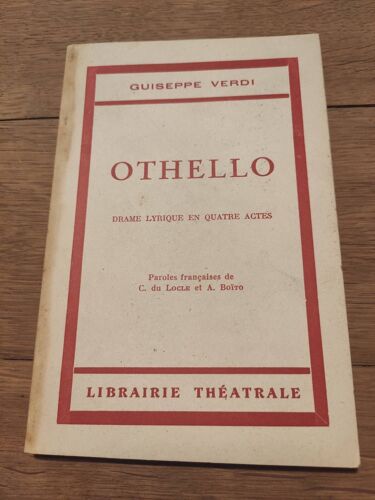 GUISEPPE VERDI
OTHELLO
DRAME LYRIQUE EN QUATRE ACTES
Paroles françaises de
C. du LOCLE et A. BOÏTO
LIBRAIRIE THÉATRALE